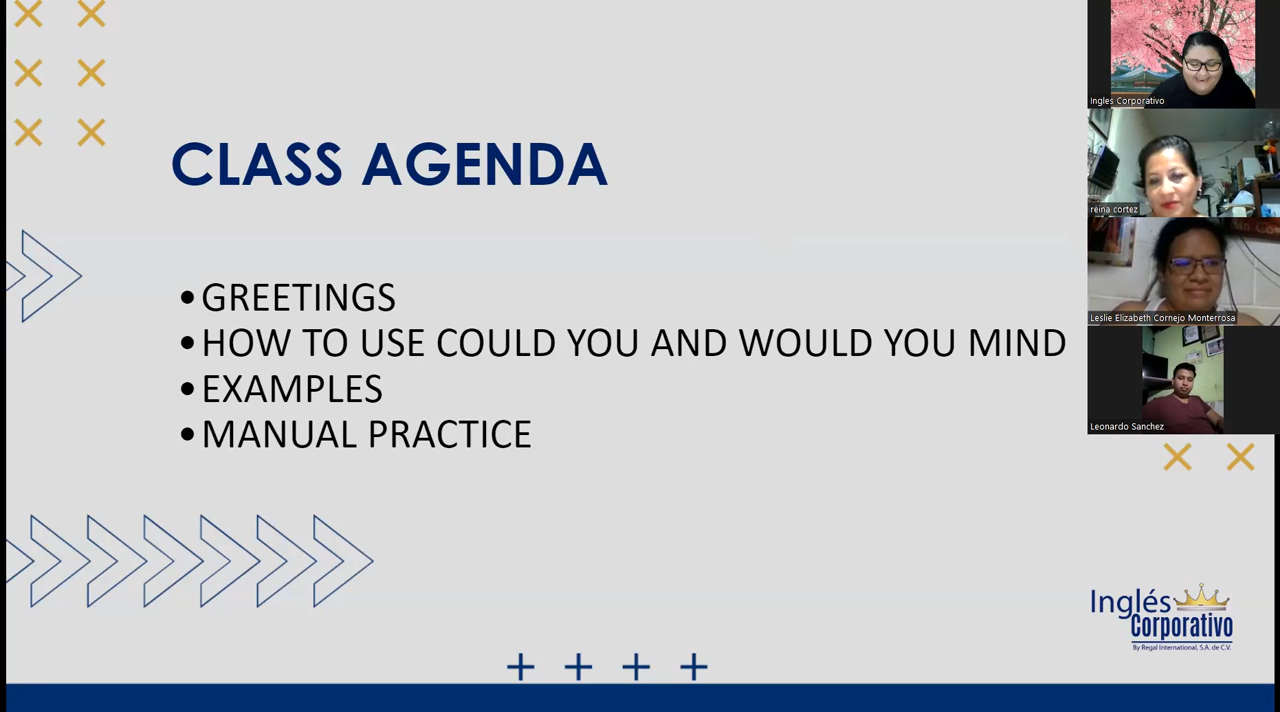 CLASS AGENDA
•GREETINGS
•HOW TO USE COULD YOU AND WOULD YOU MIND
•EXAMPLES
•MANUAL PRACTICE
Ingles Corporativo
reina cortez
Leslie Elizabeth Cornejo Monterrosa
Leonardo Sanchez
Inglés
Corporativo
By Regal International, S.A. de C.V.